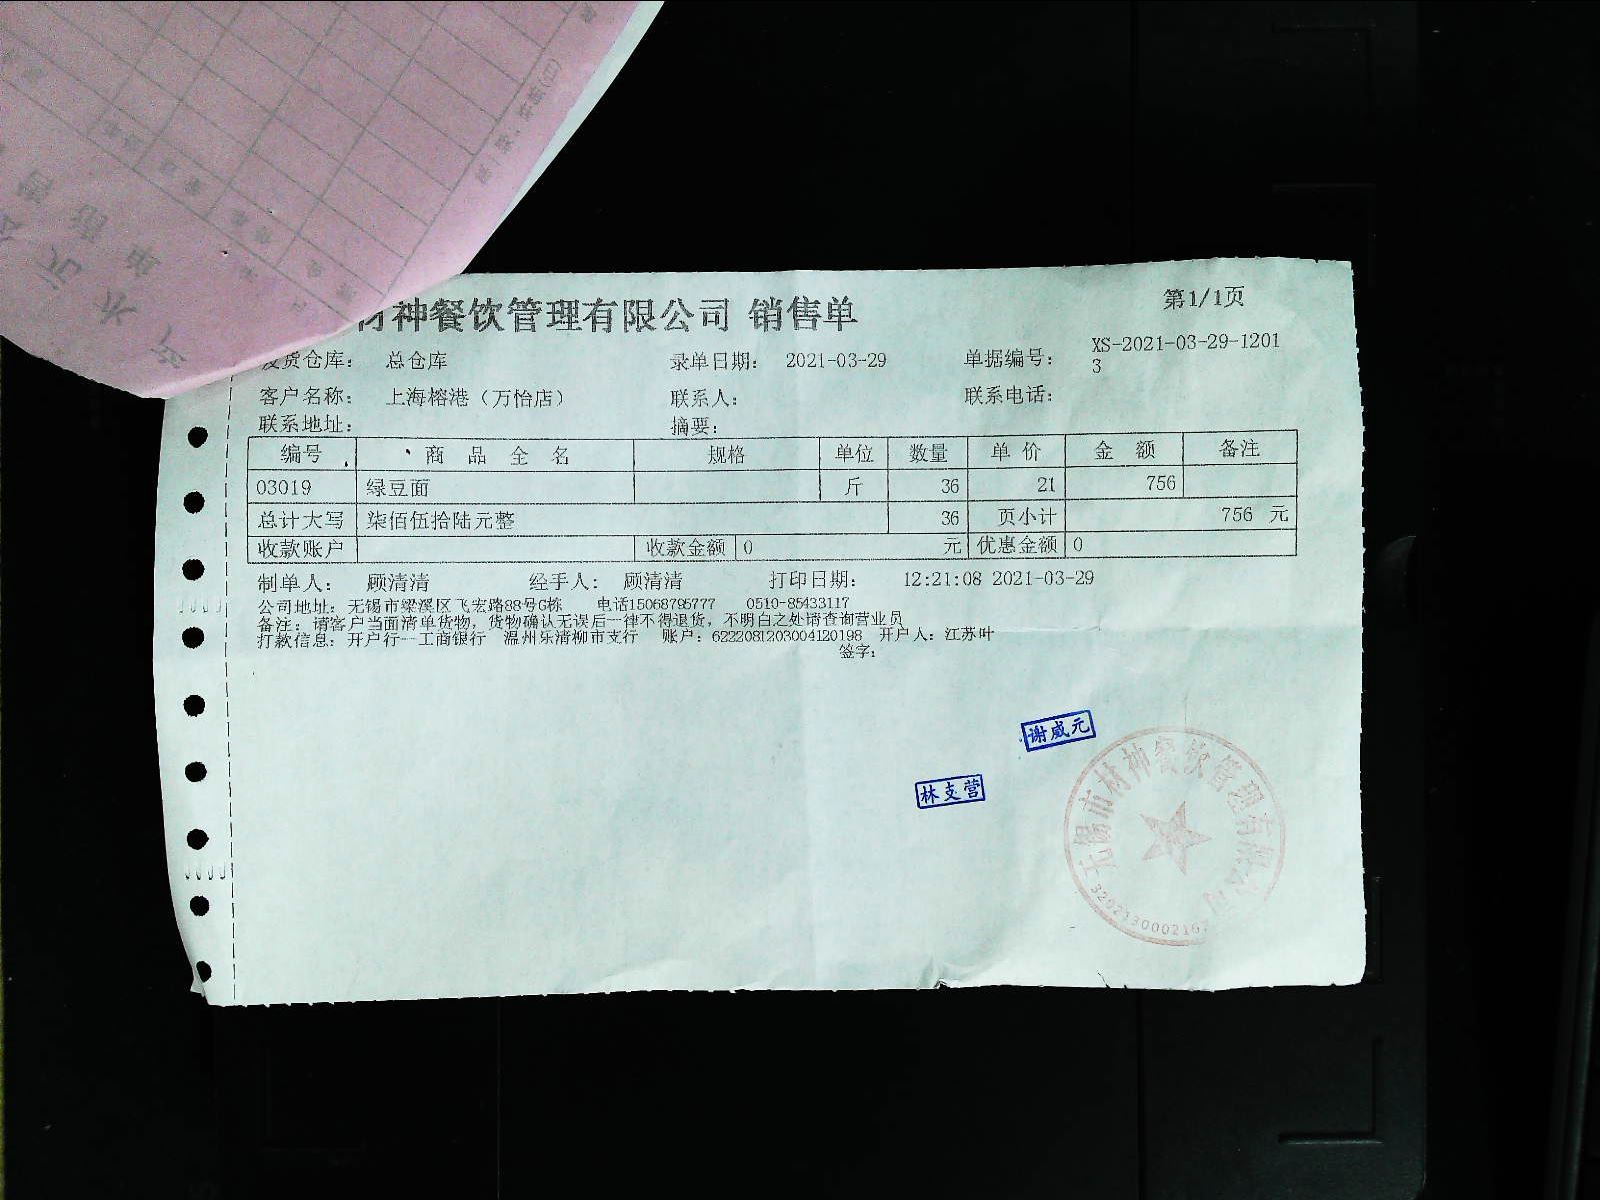 材神餐饮管理有限公司 销售单
第1/1页
发货仓库: 总仓库 录单日期: 2021-03-29 单据编号: XS-2021-03-29-1201
3
客户名称: 上海榕港（万怡店） 联系人: 联系电话:
联系地址: 摘要:
编号 商品全名 规格 单位 数量 单价 金额 备注
03019 绿豆面 斤 36 21 756
总计大写 柒佰伍拾陆元整 36 页小计 756 元
收款账户 收款金额 0 元 优惠金额 0
制单人: 顾清清 经手人: 顾清清 打印日期: 12:21:08 2021-03-29
公司地址: 无锡市梁溪区飞宏路88号G栋 电话15068795777 0510-85433117
备注: 请客户当面清单货物, 货物确认无误后一律不得退货, 不明白之处请查询营业员
打款信息: 开户行--工商银行 温州乐清柳市支行 账户: 6222081203004120198 开户人: 江苏叶
签字:
谢威元
林支营
无锡市材神餐饮管理有限公司